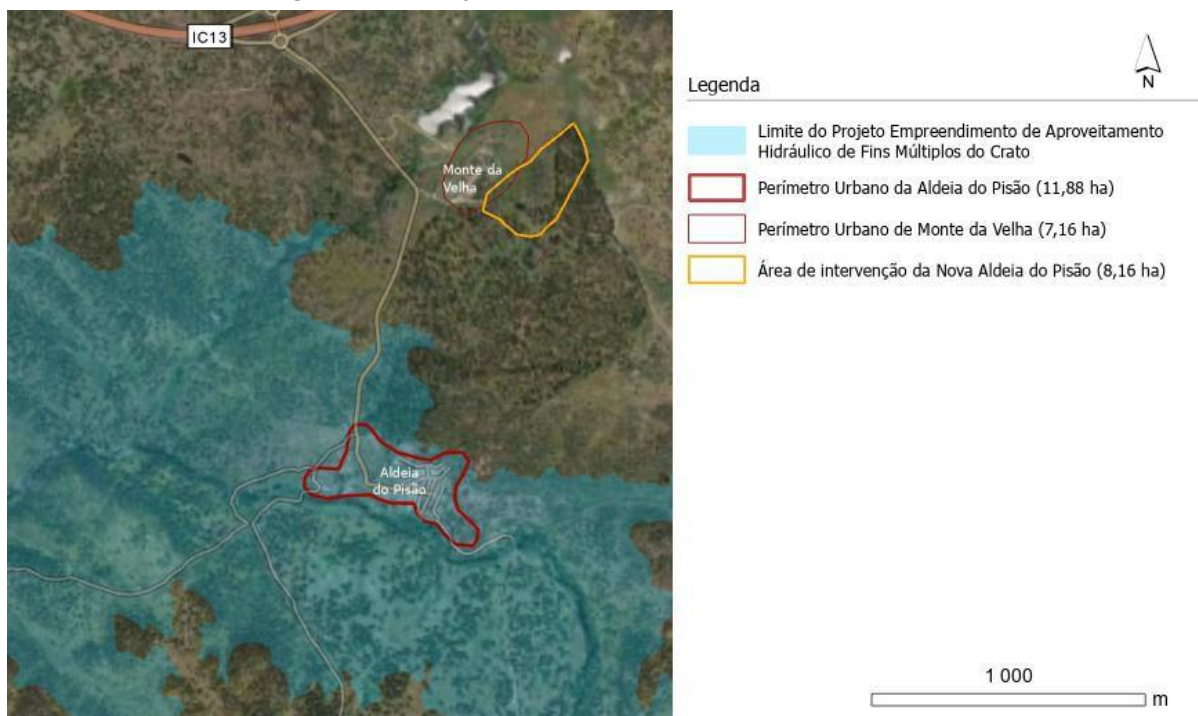 IC13
Monte da
Velha
Aldeia
do Pisão
N
Legenda
Limite do Projeto Empreendimento de Aproveitamento
Hidráulico de Fins Múltiplos do Crato
Perímetro Urbano da Aldeia do Pisão (11,88 ha)
Perímetro Urbano de Monte da Velha (7,16 ha)
Área de intervenção da Nova Aldeia do Pisão (8,16 ha)
1 000
m